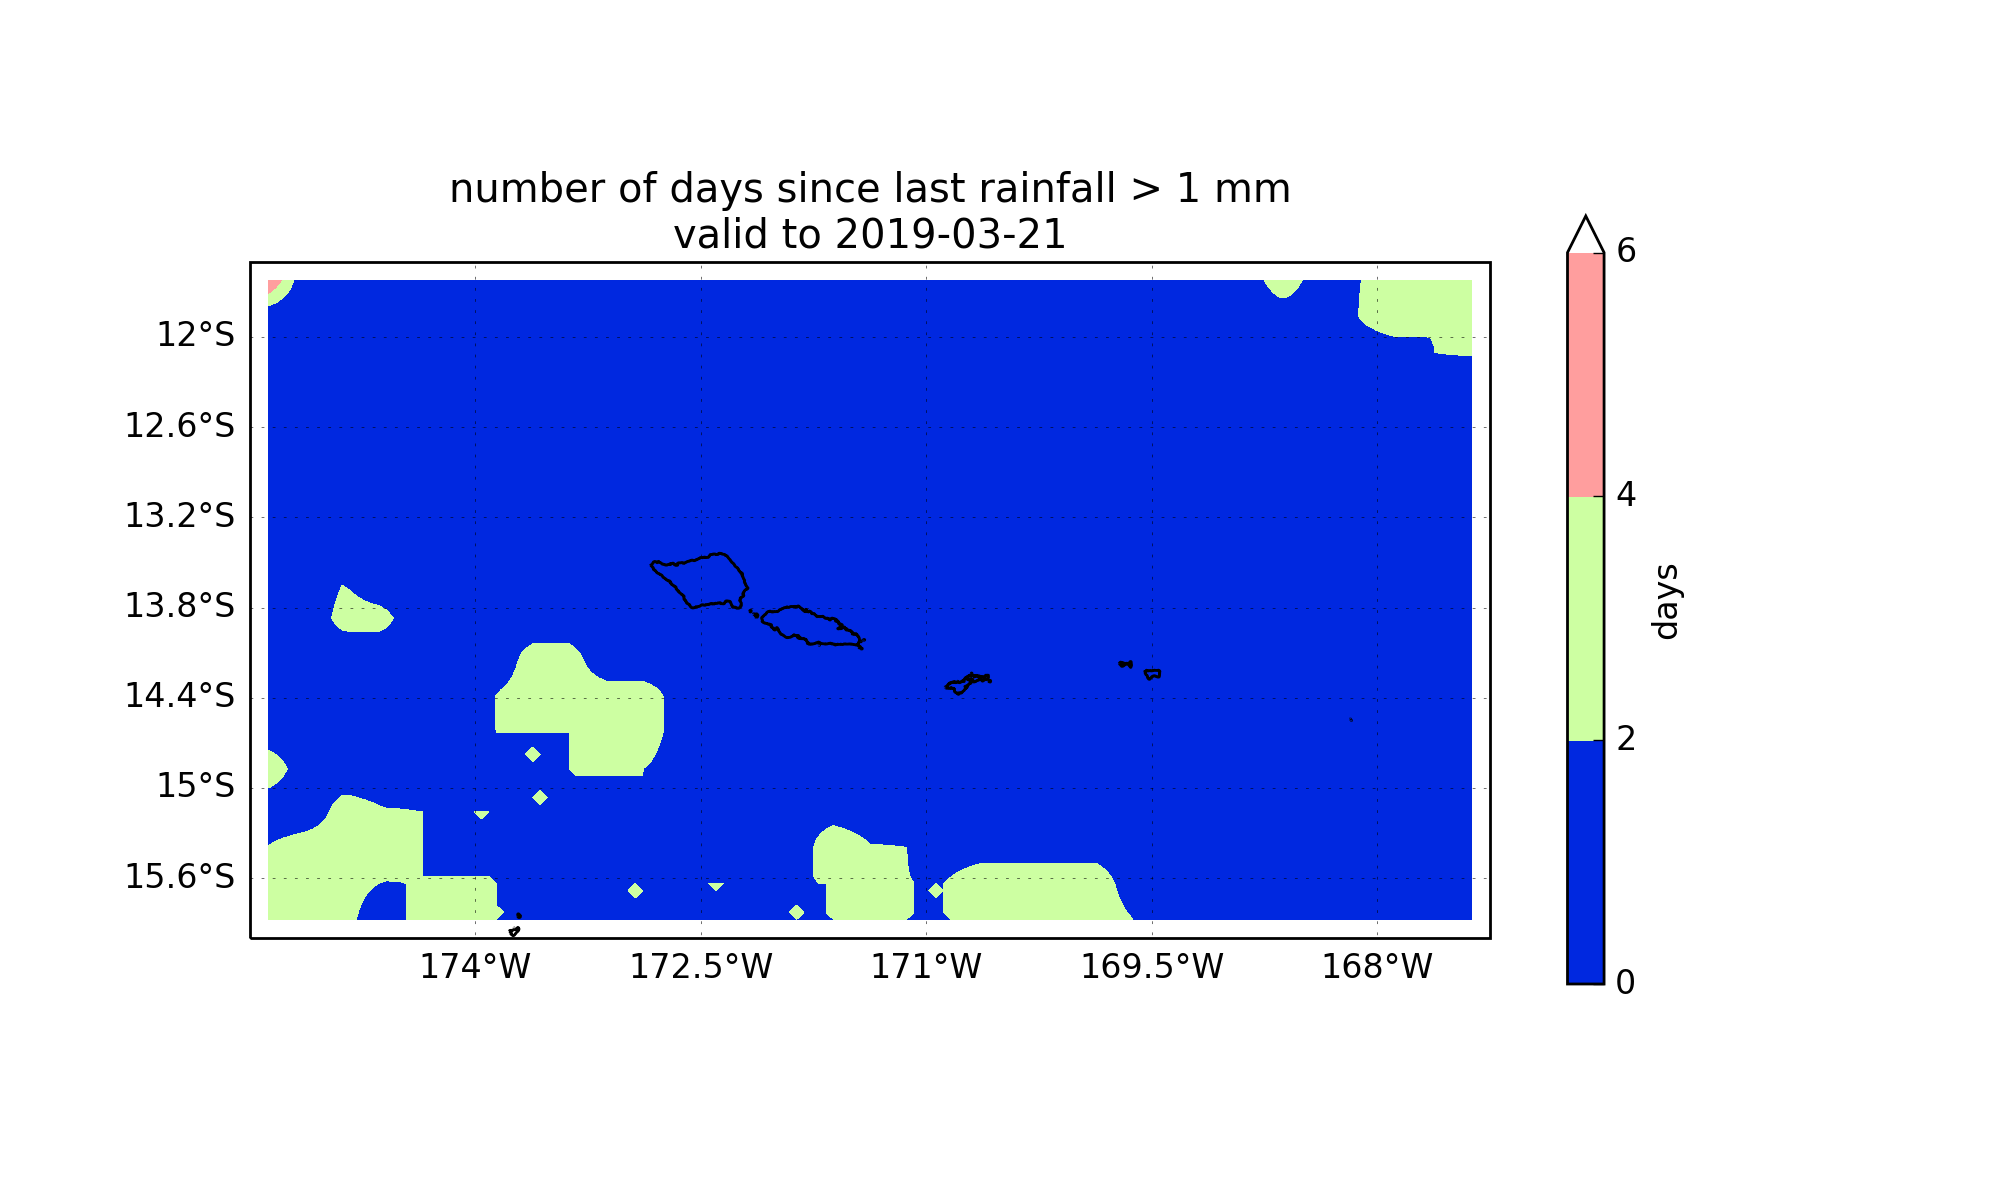 number of days since last rainfall > 1 mm
valid to 2019-03-21
12°S
12.6°S
13.2°S
13.8°S
14.4°S
15°S
15.6°S
174°W 172.5°W 171°W 169.5°W 168°W
6
4
2
0
days